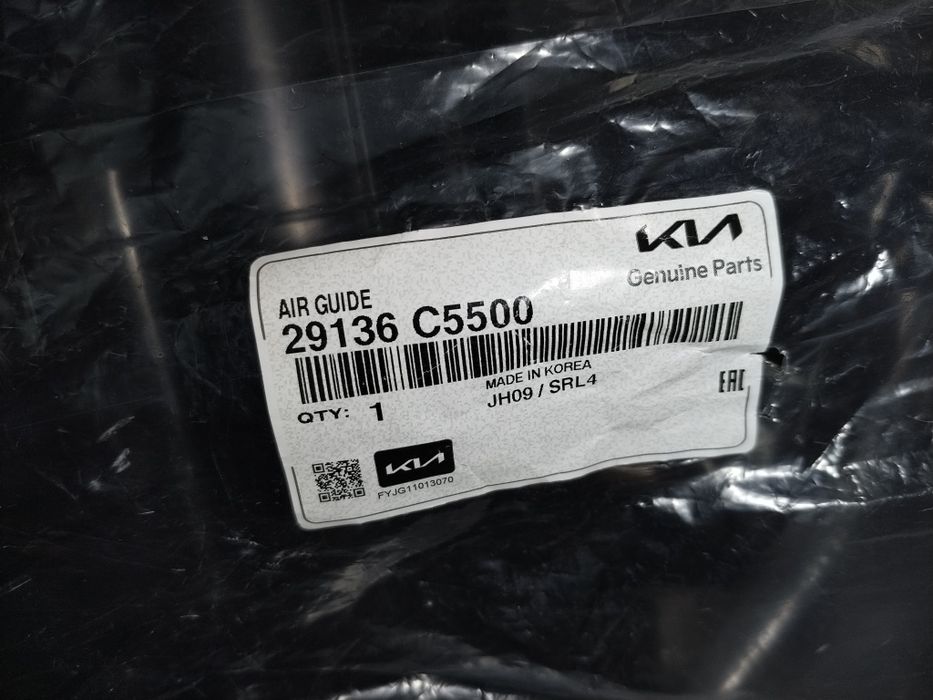 KIA
Genuine Parts
AIR GUIDE
29136 C5500
MADE IN KOREA
JH09 / SRL4
QTY: 1
EAC
KIA
FYJG11013070